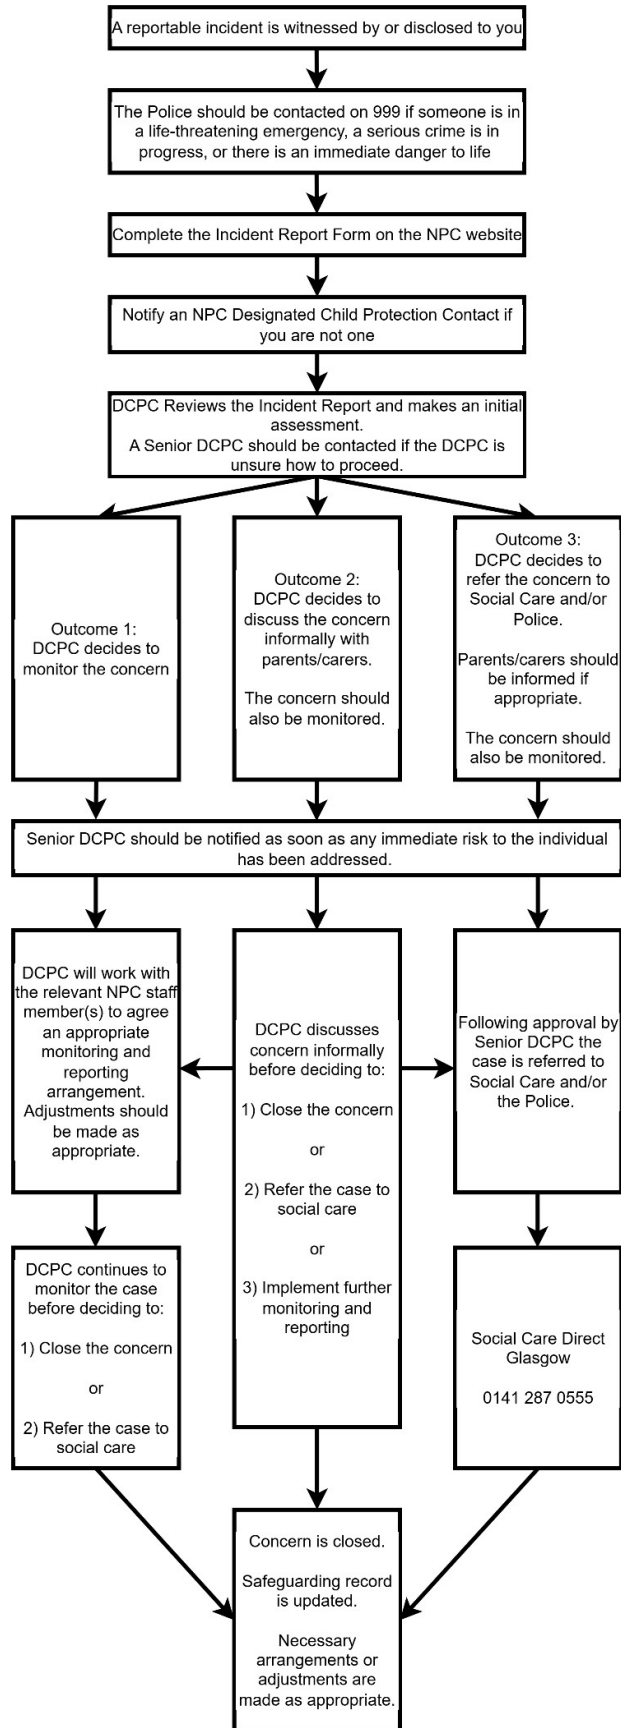 A reportable incident is witnessed by or disclosed to you
The Police should be contacted on 999 if someone is in
a life-threatening emergency, a serious crime is in
progress, or there is an immediate danger to life
Complete the Incident Report Form on the NPC website
Notify an NPC Designated Child Protection Contact if
you are not one
DCPC Reviews the Incident Report and makes an initial
assessment.
A Senior DCPC should be contacted if the DCPC is
unsure how to proceed.
Outcome 1:
DCPC decides to
monitor the concern
Outcome 2:
DCPC decides to
discuss the concern
informally with
parents/carers.
The concern should
also be monitored.
Outcome 3:
DCPC decides to
refer the concern to
Social Care and/or
Police.
Parents/carers should
be informed if
appropriate.
The concern should
also be monitored.
Senior DCPC should be notified as soon as any immediate risk to the individual
has been addressed.
DCPC will work with
the relevant NPC staff
member(s) to agree
an appropriate
monitoring and
reporting
arrangement.
Adjustments should
be made as
appropriate.
DCPC discusses
concern informally
before deciding to:
1) Close the concern
or
2) Refer the case to
social care
or
3) Implement further
monitoring and
reporting
Following approval by
Senior DCPC the
case is referred to
Social Care and/or
the Police.
DCPC continues to
monitor the case
before deciding to:
1) Close the concern
or
2) Refer the case to
social care
Social Care Direct
Glasgow
0141 287 0555
Concern is closed.
Safeguarding record
is updated.
Necessary
arrangements or
adjustments are
made as appropriate.